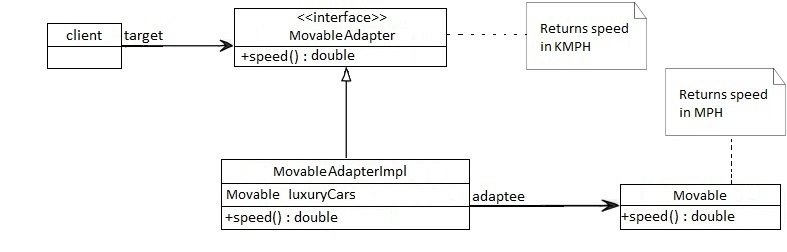 client
target
<<interface>>
MovableAdapter
+speed() : double
Returns speed
in KMPH
Returns speed
in MPH
MovableAdapterImpl
Movable luxuryCars
+speed() : double
adaptee
Movable
+speed() : double